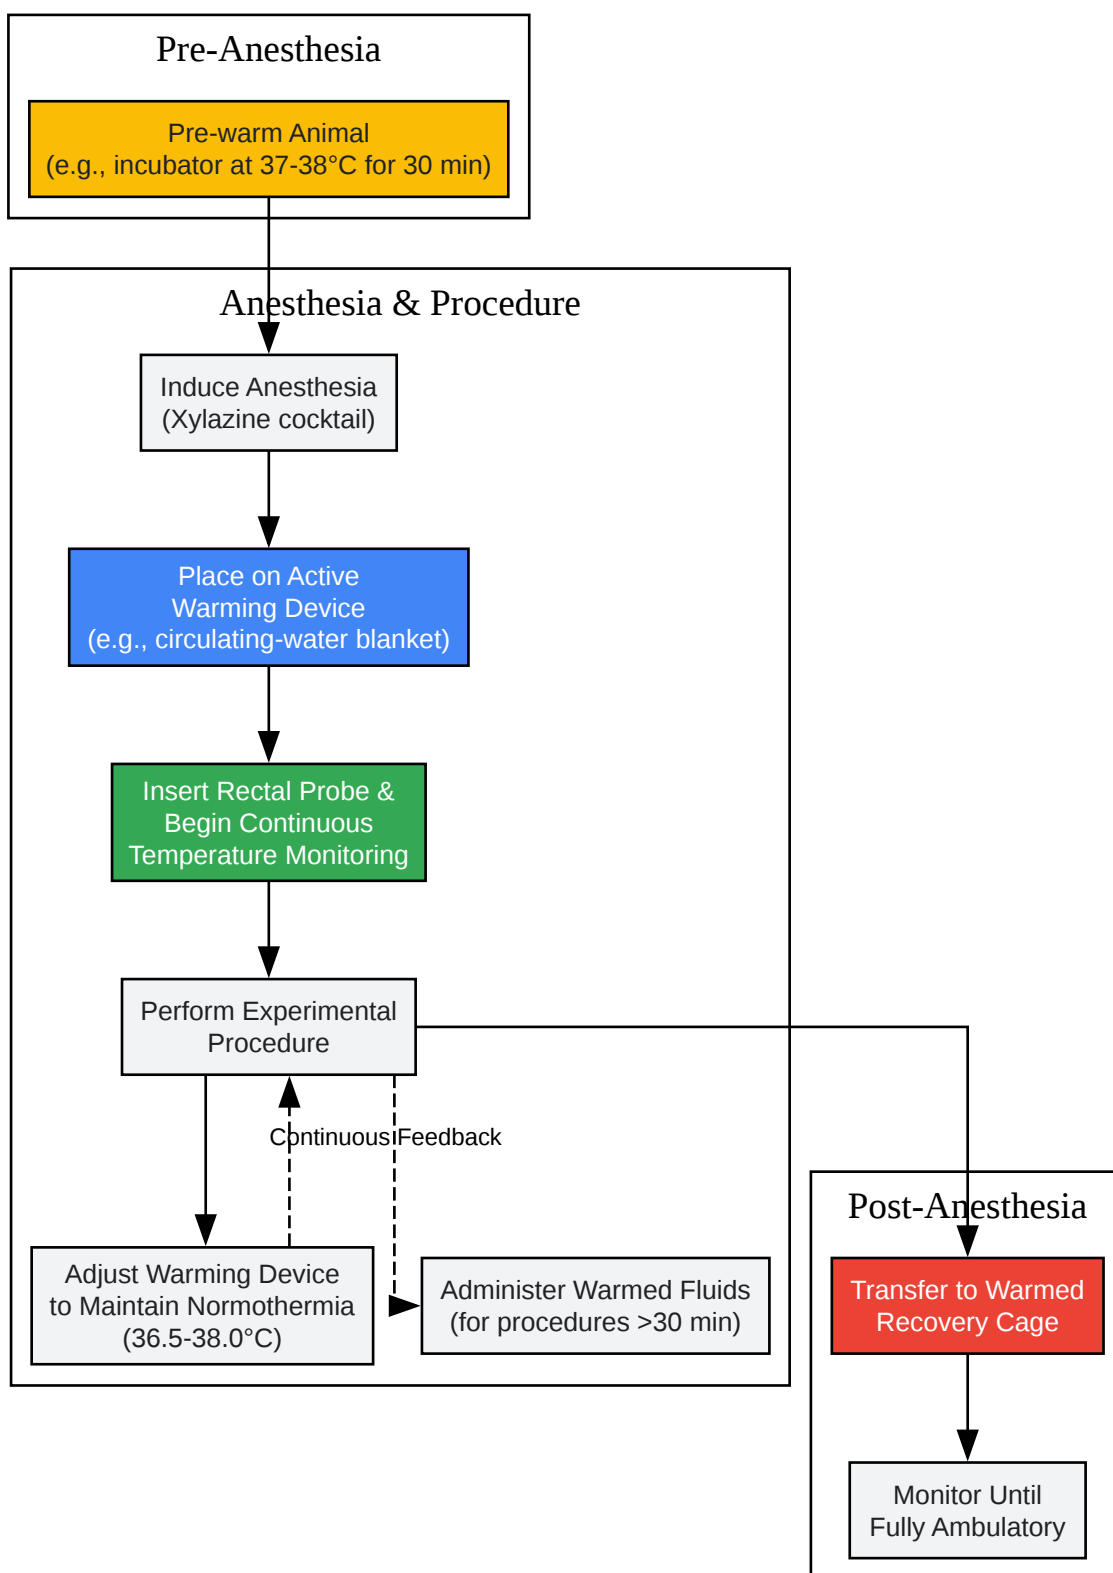 Pre-Anesthesia
Pre-warm Animal
(e.g., incubator at 37-38°C for 30 min)
Anesthesia & Procedure
Induce Anesthesia
(Xylazine cocktail)
Place on Active
Warming Device
(e.g., circulating-water blanket)
Insert Rectal Probe &
Begin Continuous
Temperature Monitoring
Perform Experimental
Procedure
Continuous Feedback
Adjust Warming Device
to Maintain Normothermia
(36.5-38.0°C)
Administer Warmed Fluids
(for procedures >30 min)
Post-Anesthesia
Transfer to Warmed
Recovery Cage
Monitor Until
Fully Ambulatory